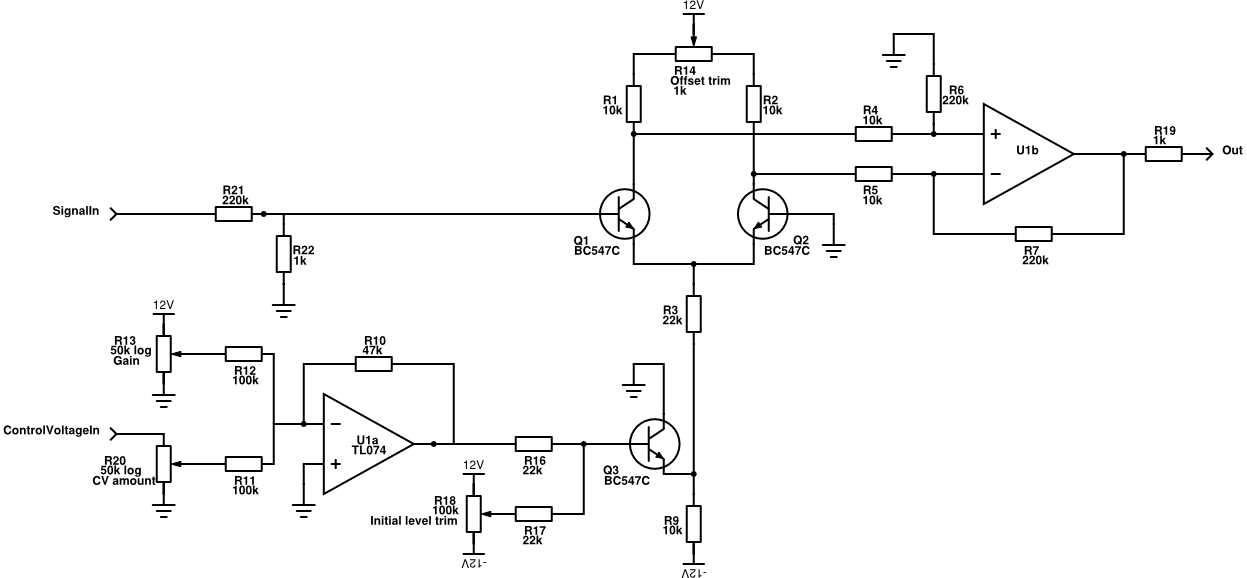 12V
R14
Offset trim
1k
R1
10k
R2
10k
R6
220k
R4
10k
U1b
R19
1k
Out
R5
10k
R21
220k
SignalIn
Q1
BC547C
Q2
BC547C
R7
220k
R22
1k
12V
R3
22k
R13
50k log
Gain
R12
100k
R10
47k
ControlVoltageIn
U1a
TL074
R20
50k log
CV amount
R11
100k
R16
22k
12V
Q3
BC547C
R18
100k
Initial level trim
R17
22k
R9
10k
-12V
-12V